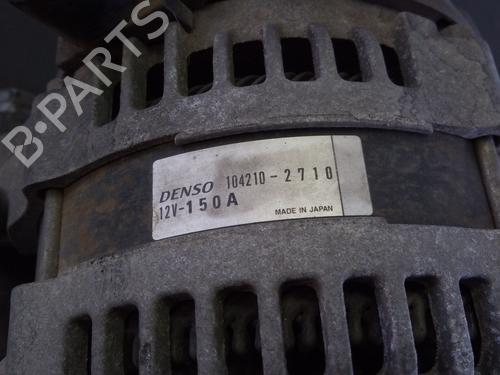 B-PARTS
DENSO 104210-2710
12V-150A
MADE IN JAPAN